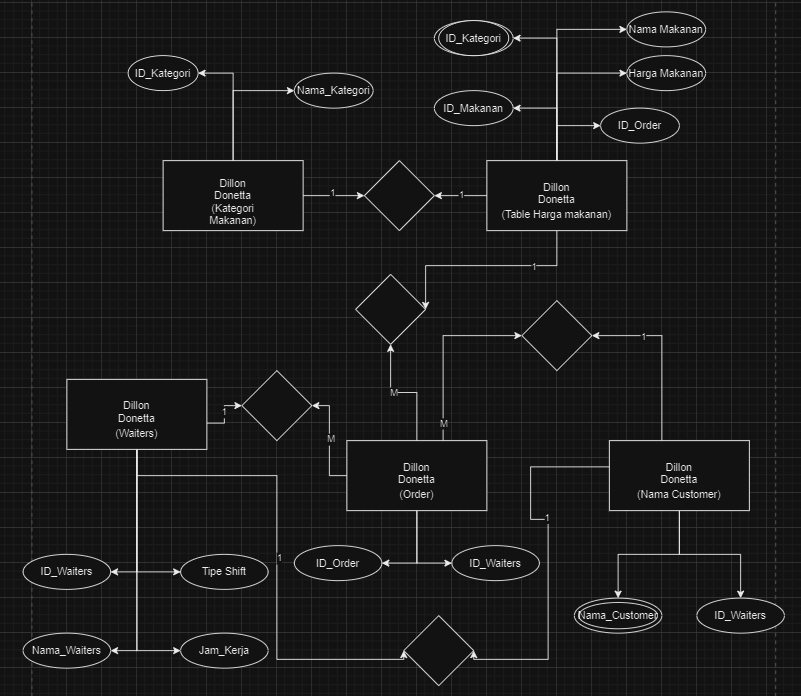 ID_Kategori
Nama Makanan
ID_Kategori
Harga Makanan
Nama_Kategori
ID_Makanan
ID_Order
Dillon
Donetta
(Kategori
Makanan)
1
1
Dillon
Donetta
(Table Harga makanan)
1
1
M
Dillon
Donetta
(Waiters)
1
M
M
Dillon
Donetta
(Order)
Dillon
Donetta
(Nama Customer)
1
1
ID_Waiters
Tipe Shift
ID_Order
ID_Waiters
Nama_Customer
ID_Waiters
Nama_Waiters
Jam_Kerja